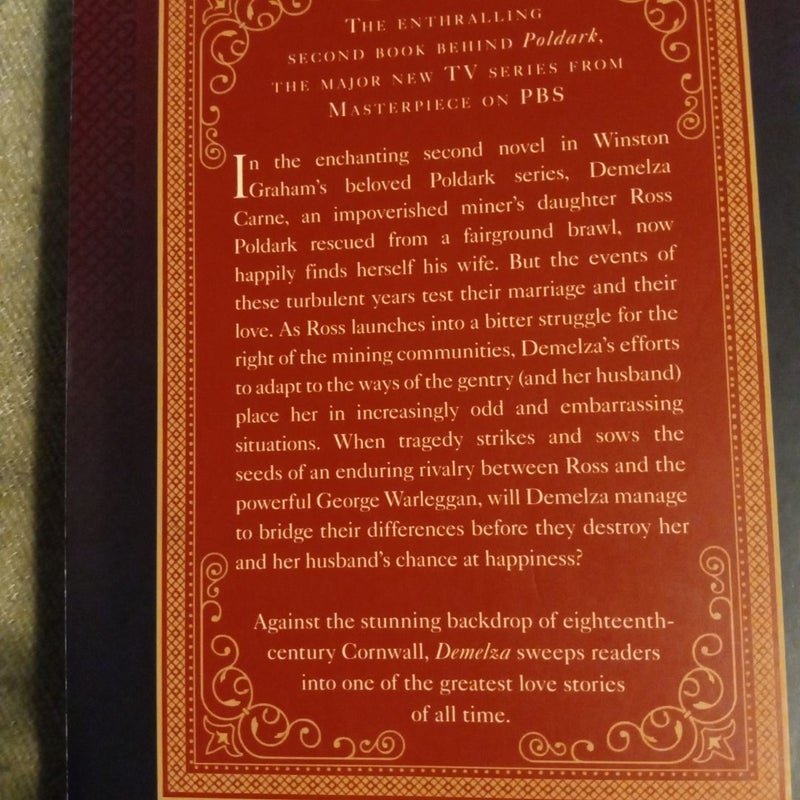 THE ENTHRALLING
SECOND BOOK BEHIND Poldark,
THE MAJOR NEW TV SERIES FROM
MASTERPIECE ON PBS
In the enchanting second novel in Winston
Graham's beloved Poldark series, Demelza
Carne, an impoverished miner's daughter Ross
Poldark rescued from a fairground brawl, now
happily finds herself his wife. But the events of
these turbulent years test their marriage and their
love. As Ross launches into a bitter struggle for the
right of the mining communities, Demelza's efforts
to adapt to the ways of the gentry (and her husband)
place her in increasingly odd and embarrassing
situations. When tragedy strikes and sows the
seeds of an enduring rivalry between Ross and the
powerful George Warleggan, will Demelza manage
to bridge their differences before they destroy her
and her husband's chance at happiness?
Against the stunning backdrop of eighteenth-
century Cornwall, Demelza sweeps readers
into one of the greatest love stories
of all time.